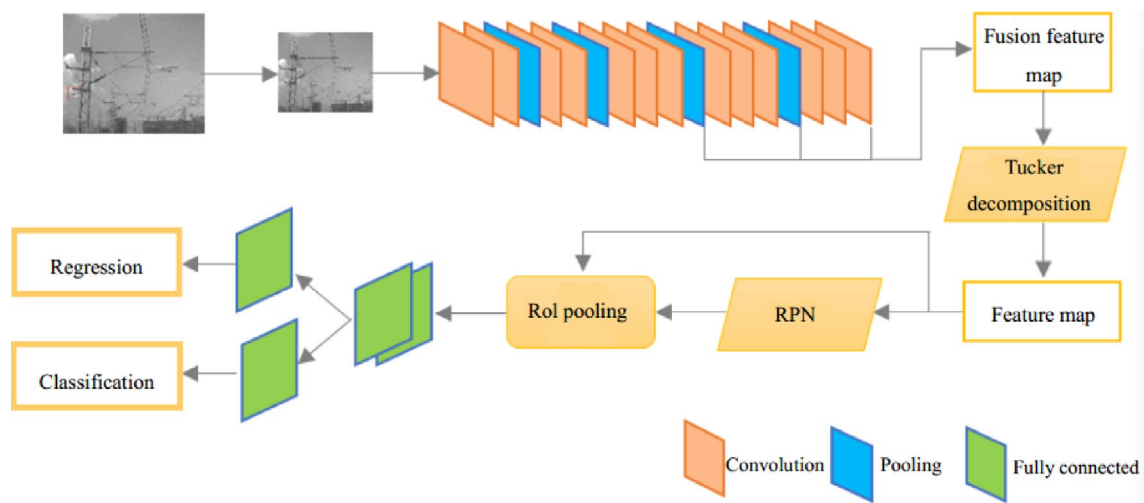 Fusion feature
map
Tucker
decomposition
Regression
RoI pooling
RPN
Feature map
Classification
Convolution
Pooling
Fully connected